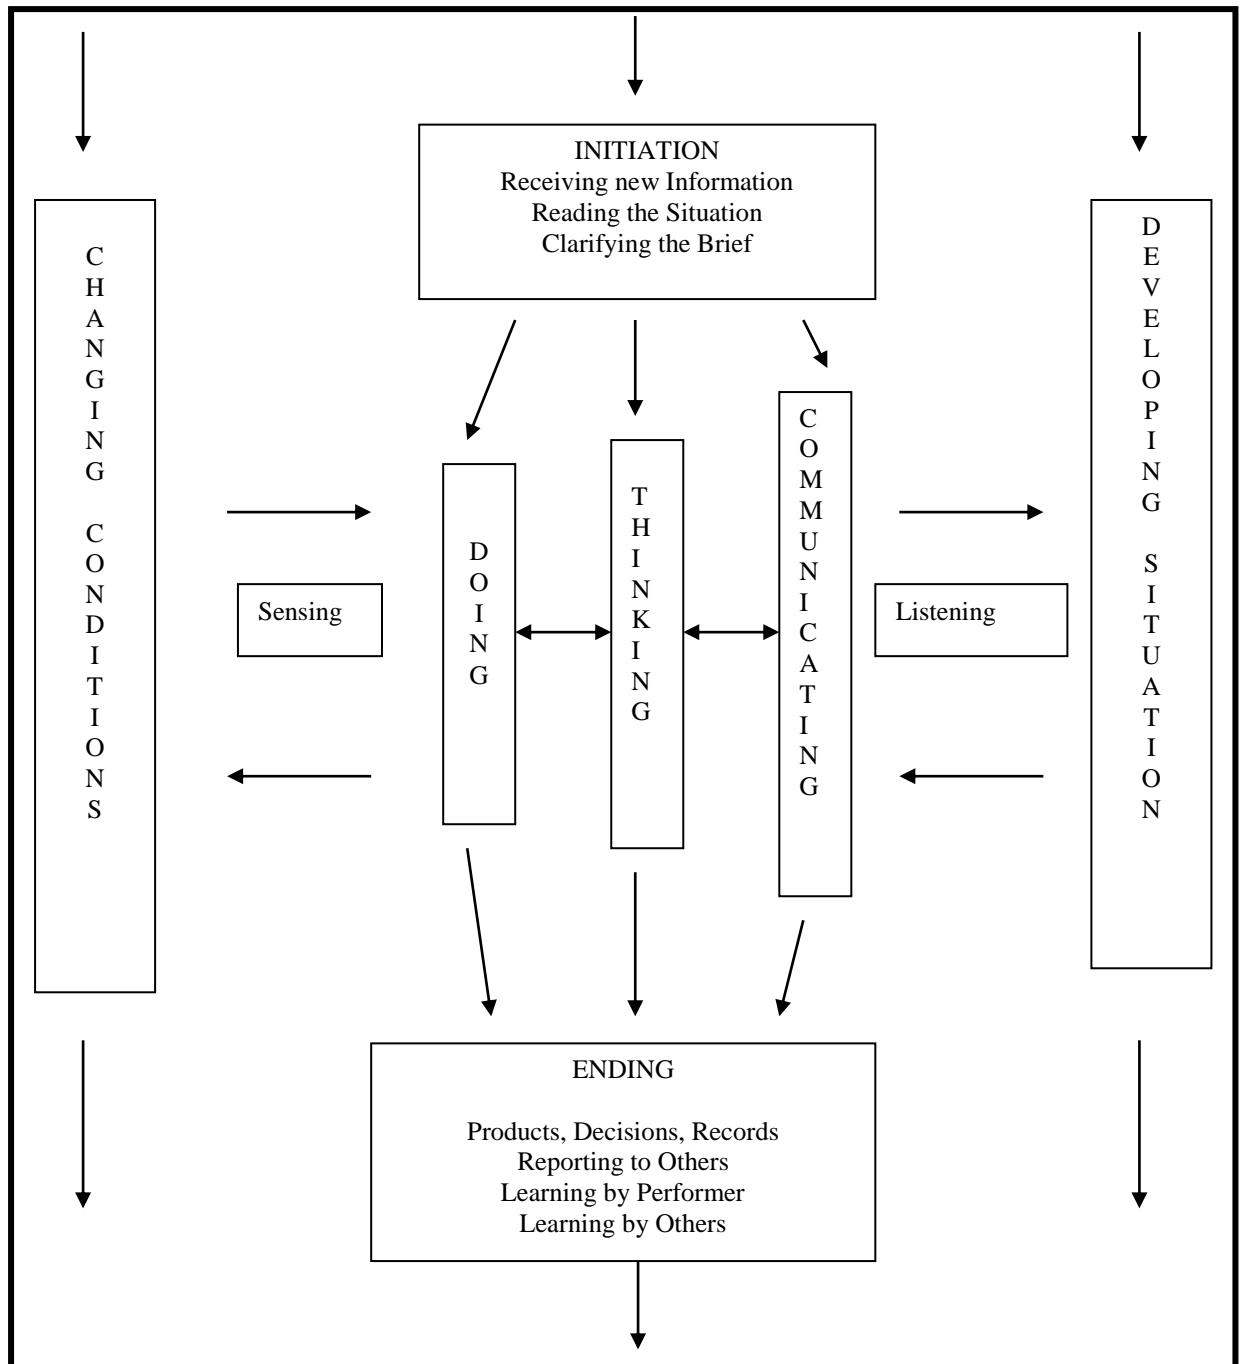 INITIATION
Receiving new Information
Reading the Situation
Clarifying the Brief
CHANGING CONDITIONS
Sensing
DOING
THINKING
COMMUNICATING
Listening
DEVELOPING SITUATION
ENDING
Products, Decisions, Records
Reporting to Others
Learning by Performer
Learning by Others